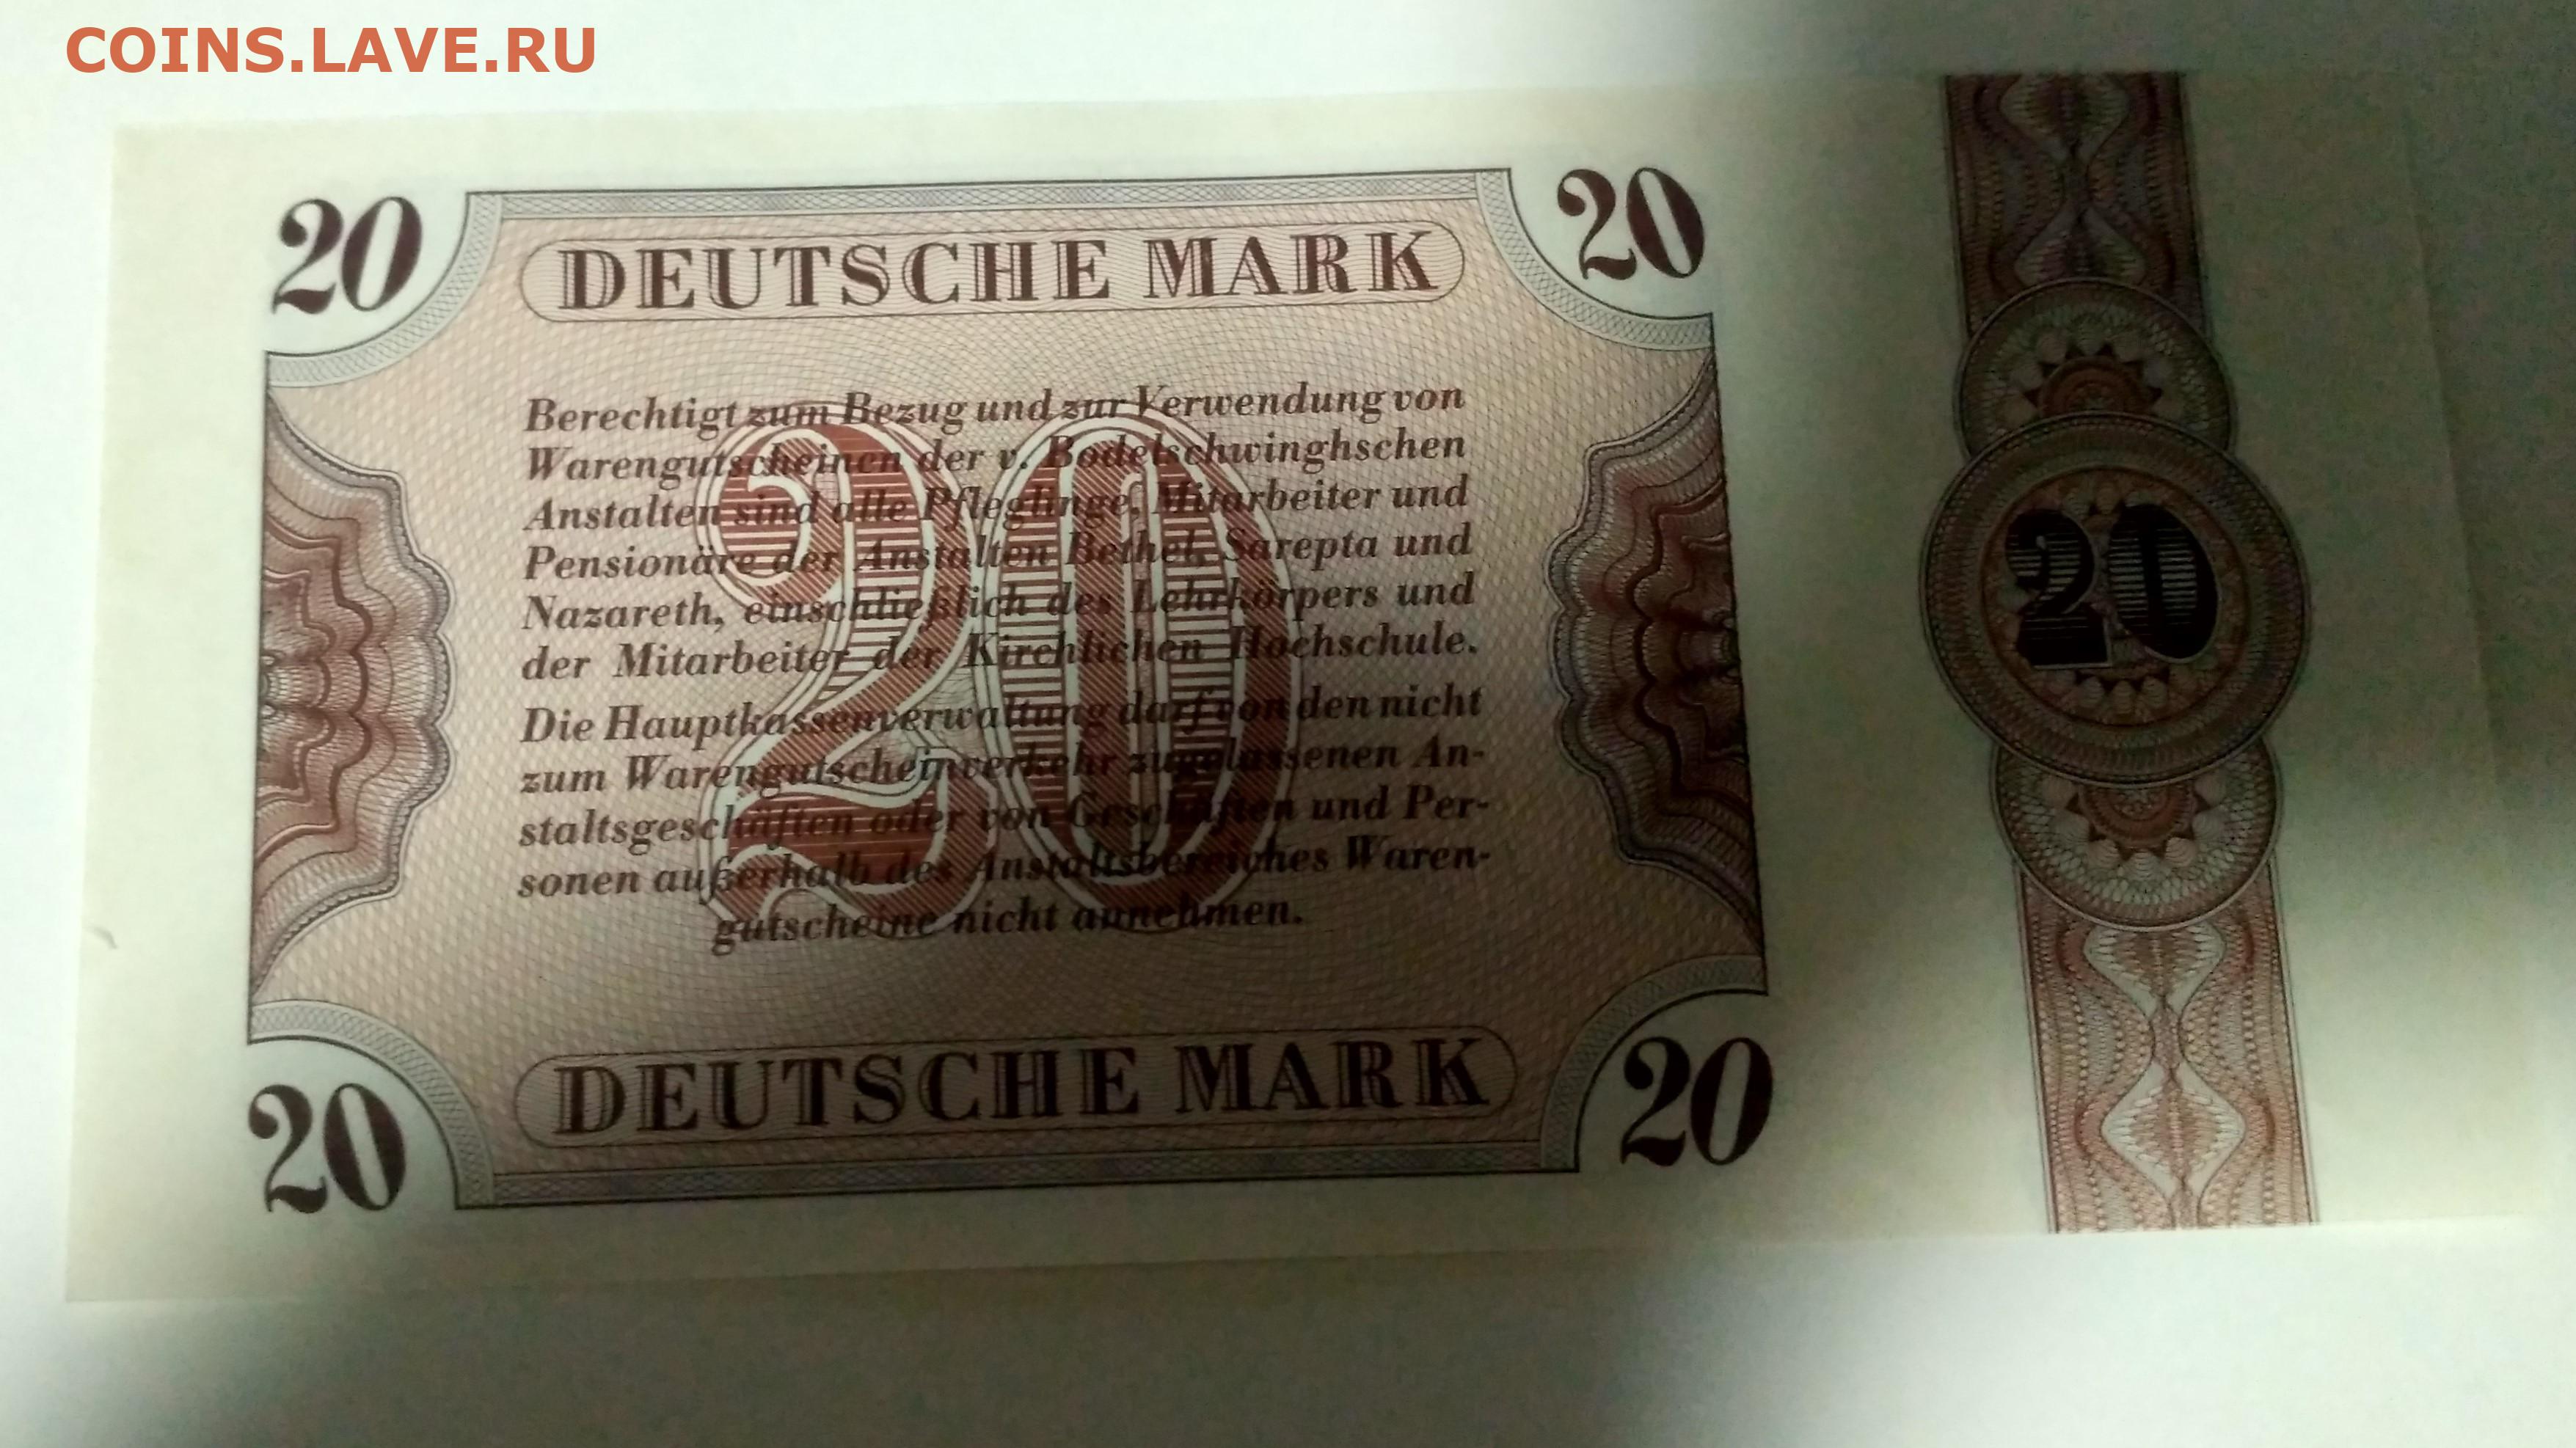 COINS.LAVE.RU
20 20
DEUTSCHE MARK
Berechtigt zum Bezug und zur Verwendung von
Warengutscheinen der v. Bodelschwinghschen
Anstalten sind alle Pfleglinge, Mitarbeiter und
Pensionäre der Anstalten Bethel, Sarepta und
Nazareth, einschließlich des Lehrkörpers und
der Mitarbeiter der Kirchlichen Hochschule.
Die Hauptkassenverwaltung darf von den nicht
zum Warengutscheinverkehr zugelassenen An-
staltsgeschäften oder von Geschäften und Per-
sonen außerhalb des Anstaltsbereiches Waren-
gutscheine nicht annehmen.
20
20
DEUTSCHE MARK
20 20